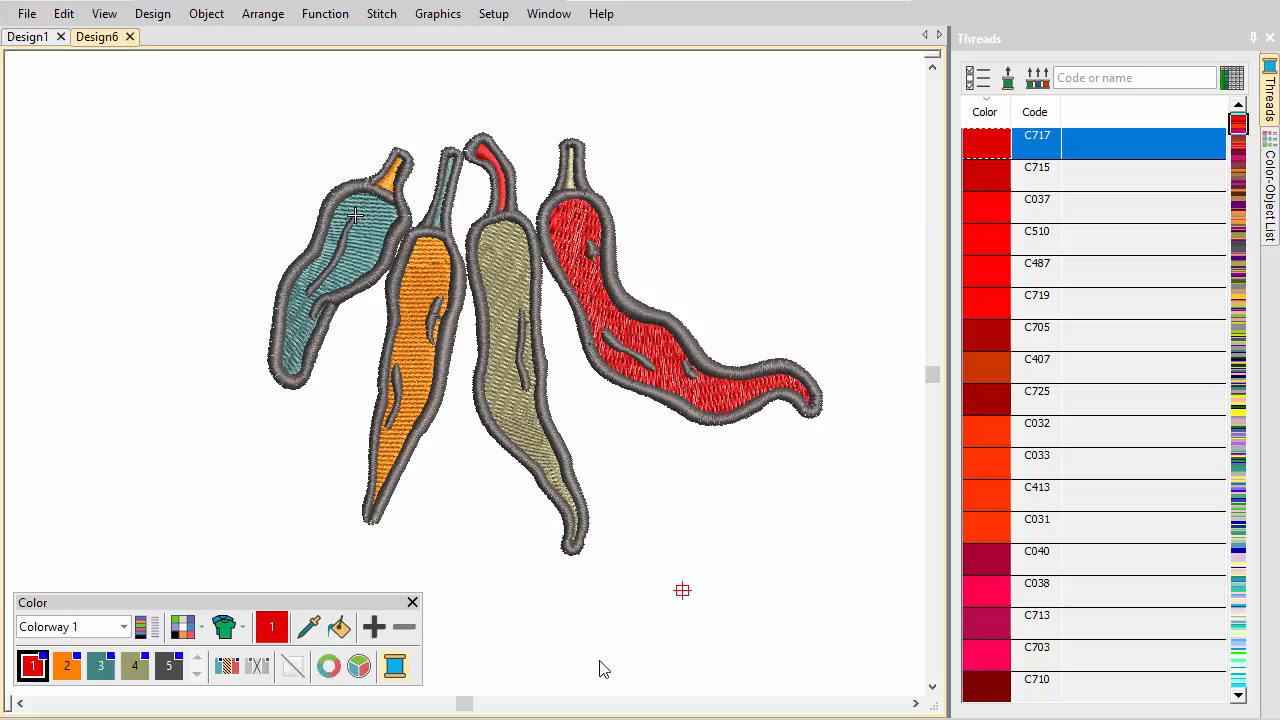 File Edit View Design Object Arrange Function Stitch Graphics Setup Window Help
Design1 Design6
Threads
Code or name
Color Code
C717
C715
C037
C510
C487
C719
C705
C407
C725
C032
C033
C413
C031
C040
C038
C713
C703
C710
Threads
Color-Object List
Color
Colorway 1
1
1 2 3 4 5